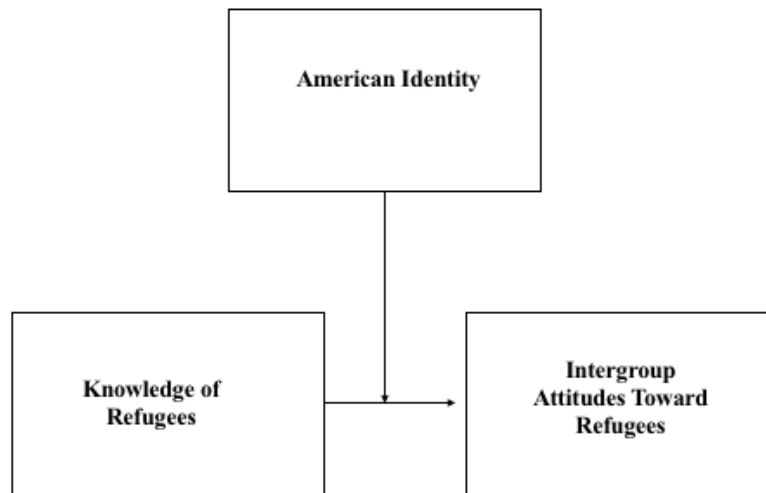 American Identity
Knowledge of
Refugees
Intergroup
Attitudes Toward
Refugees